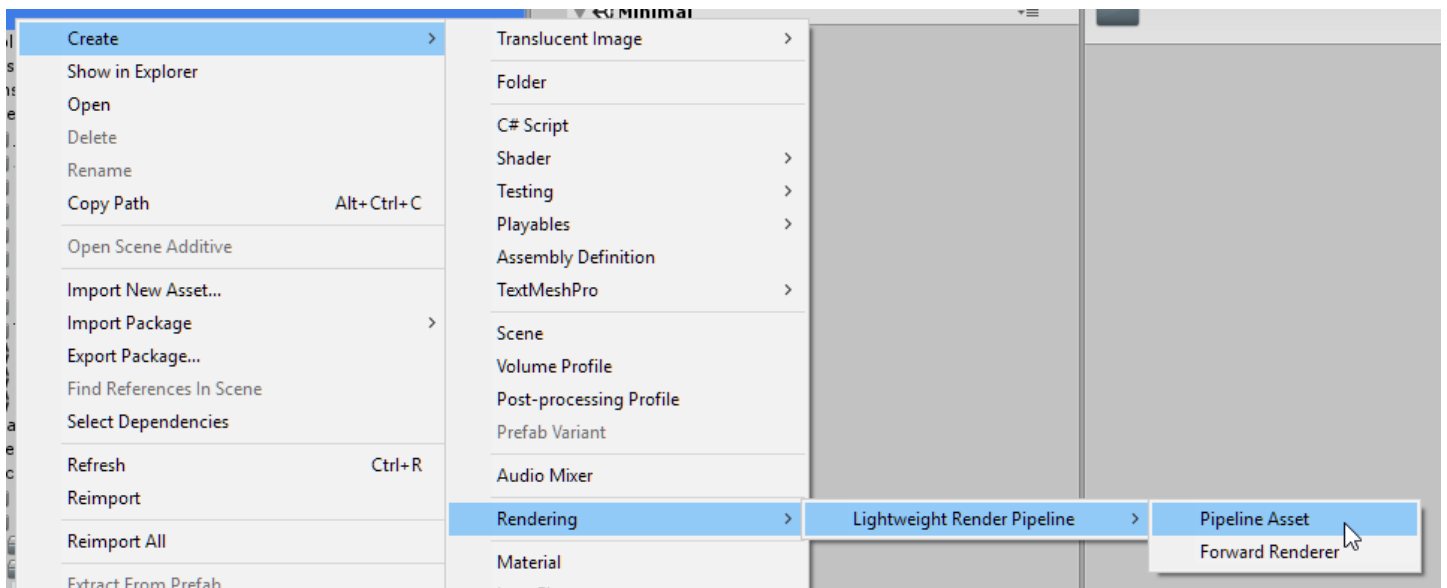 Minimal
Create
Show in Explorer
Open
Delete
Rename
Copy Path Alt+Ctrl+C
Open Scene Additive
Import New Asset...
Import Package
Export Package...
Find References In Scene
Select Dependencies
Refresh Ctrl+R
Reimport
Reimport All
Extract From Prefab
Translucent Image
Folder
C# Script
Shader
Testing
Playables
Assembly Definition
TextMeshPro
Scene
Volume Profile
Post-processing Profile
Prefab Variant
Audio Mixer
Rendering
Material
Lightweight Render Pipeline
Pipeline Asset
Forward Renderer